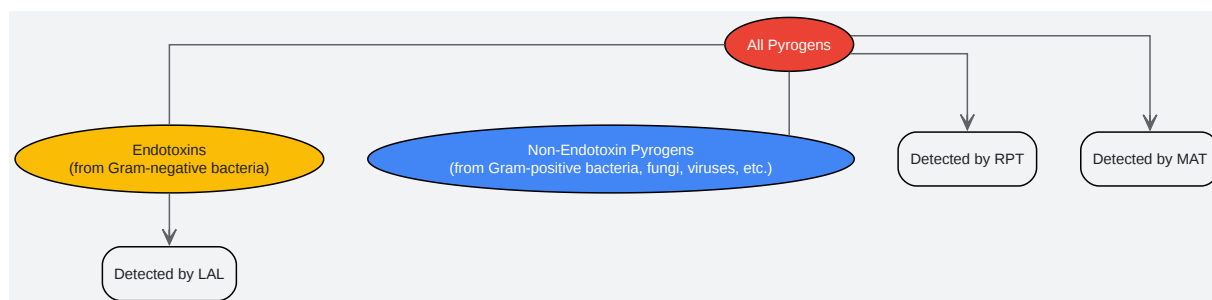 All Pyrogens
Endotoxins
(from Gram-negative bacteria)
Non-Endotoxin Pyrogens
(from Gram-positive bacteria, fungi, viruses, etc.)
Detected by RPT
Detected by MAT
Detected by LAL